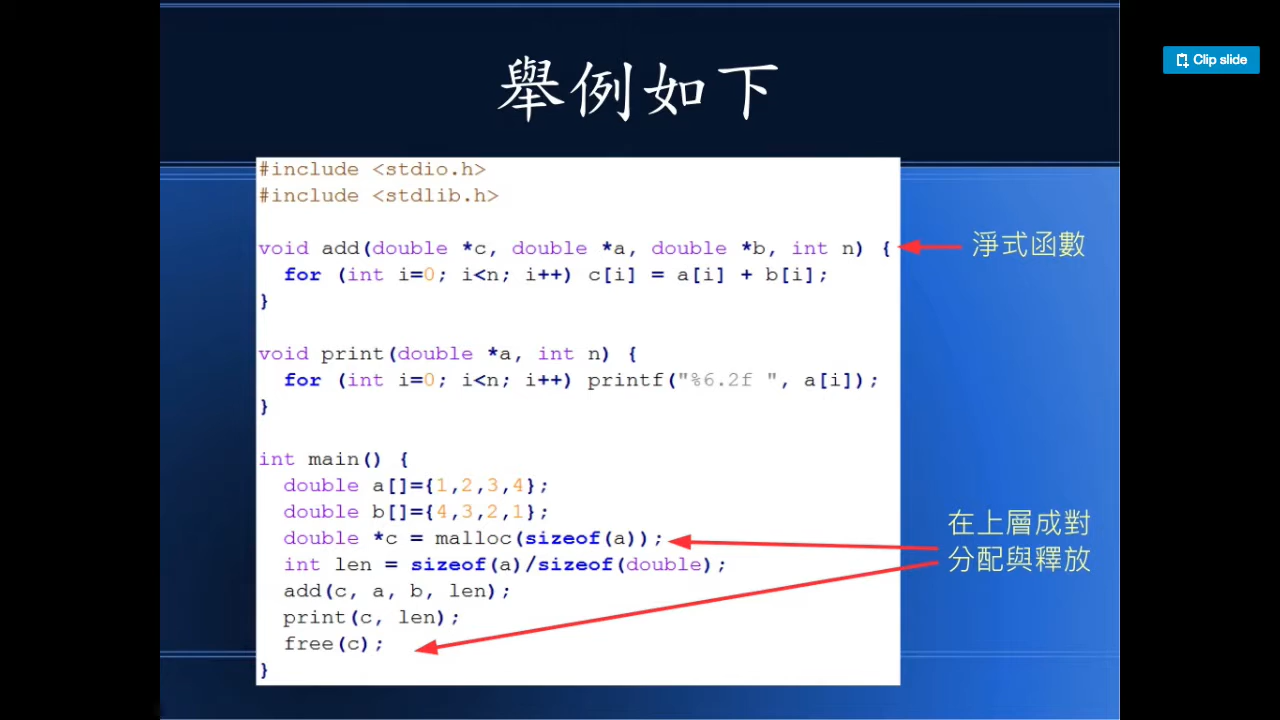 舉例如下
Clip slide
#include <stdio.h>
#include <stdlib.h>
void add(double *c, double *a, double *b, int n) {
  for (int i=0; i<n; i++) c[i] = a[i] + b[i];
}
淨式函數
void print(double *a, int n) {
  for (int i=0; i<n; i++) printf("%6.2f ", a[i]);
}
int main() {
  double a[]={1,2,3,4};
  double b[]={4,3,2,1};
  double *c = malloc(sizeof(a));
  int len = sizeof(a)/sizeof(double);
  add(c, a, b, len);
  print(c, len);
  free(c);
}
在上層成對
分配與釋放